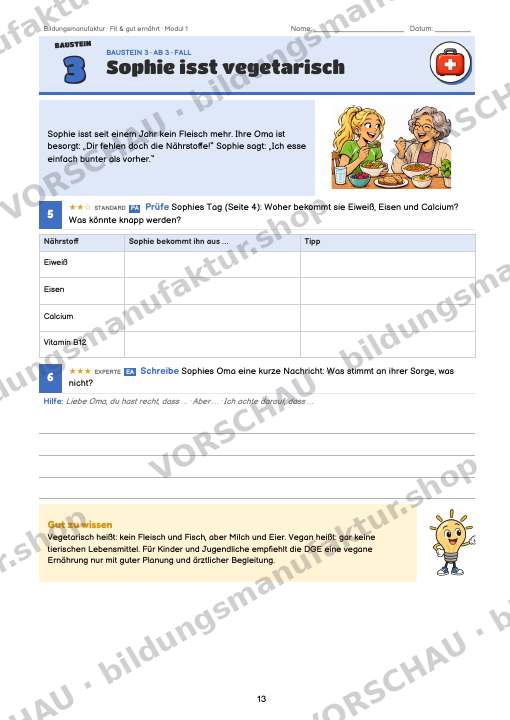 Bildungsmanufaktur · Fit & gut ernährt · Modul 1
Name: Datum:
BAUSTEIN
3
BAUSTEIN 3 · AB 3 · FALL
Sophie isst vegetarisch
Sophie isst seit einem Jahr kein Fleisch mehr. Ihre Oma ist
besorgt: „Dir fehlen doch die Nährstoffe!“ Sophie sagt: „Ich esse
einfach bunter als vorher.“
5
★★☆ STANDARD PA Prüfe Sophies Tag (Seite 4): Woher bekommt sie Eiweiß, Eisen und Calcium?
Was könnte knapp werden?
Nährstoff Sophie bekommt ihn aus … Tipp
Eiweiß
Eisen
Calcium
Vitamin B12
6
★★★ EXPERTE EA Schreibe Sophies Oma eine kurze Nachricht: Was stimmt an ihrer Sorge, was
nicht?
Hilfe: Liebe Oma, du hast recht, dass … · Aber … · Ich achte darauf, dass …
Gut zu wissen
Vegetarisch heißt: kein Fleisch und Fisch, aber Milch und Eier. Vegan heißt: gar keine
tierischen Lebensmittel. Für Kinder und Jugendliche empfiehlt die DGE eine vegane
Ernährung nur mit guter Planung und ärztlicher Begleitung.
13
VORSCHAU · bildungsmanufaktur.shop